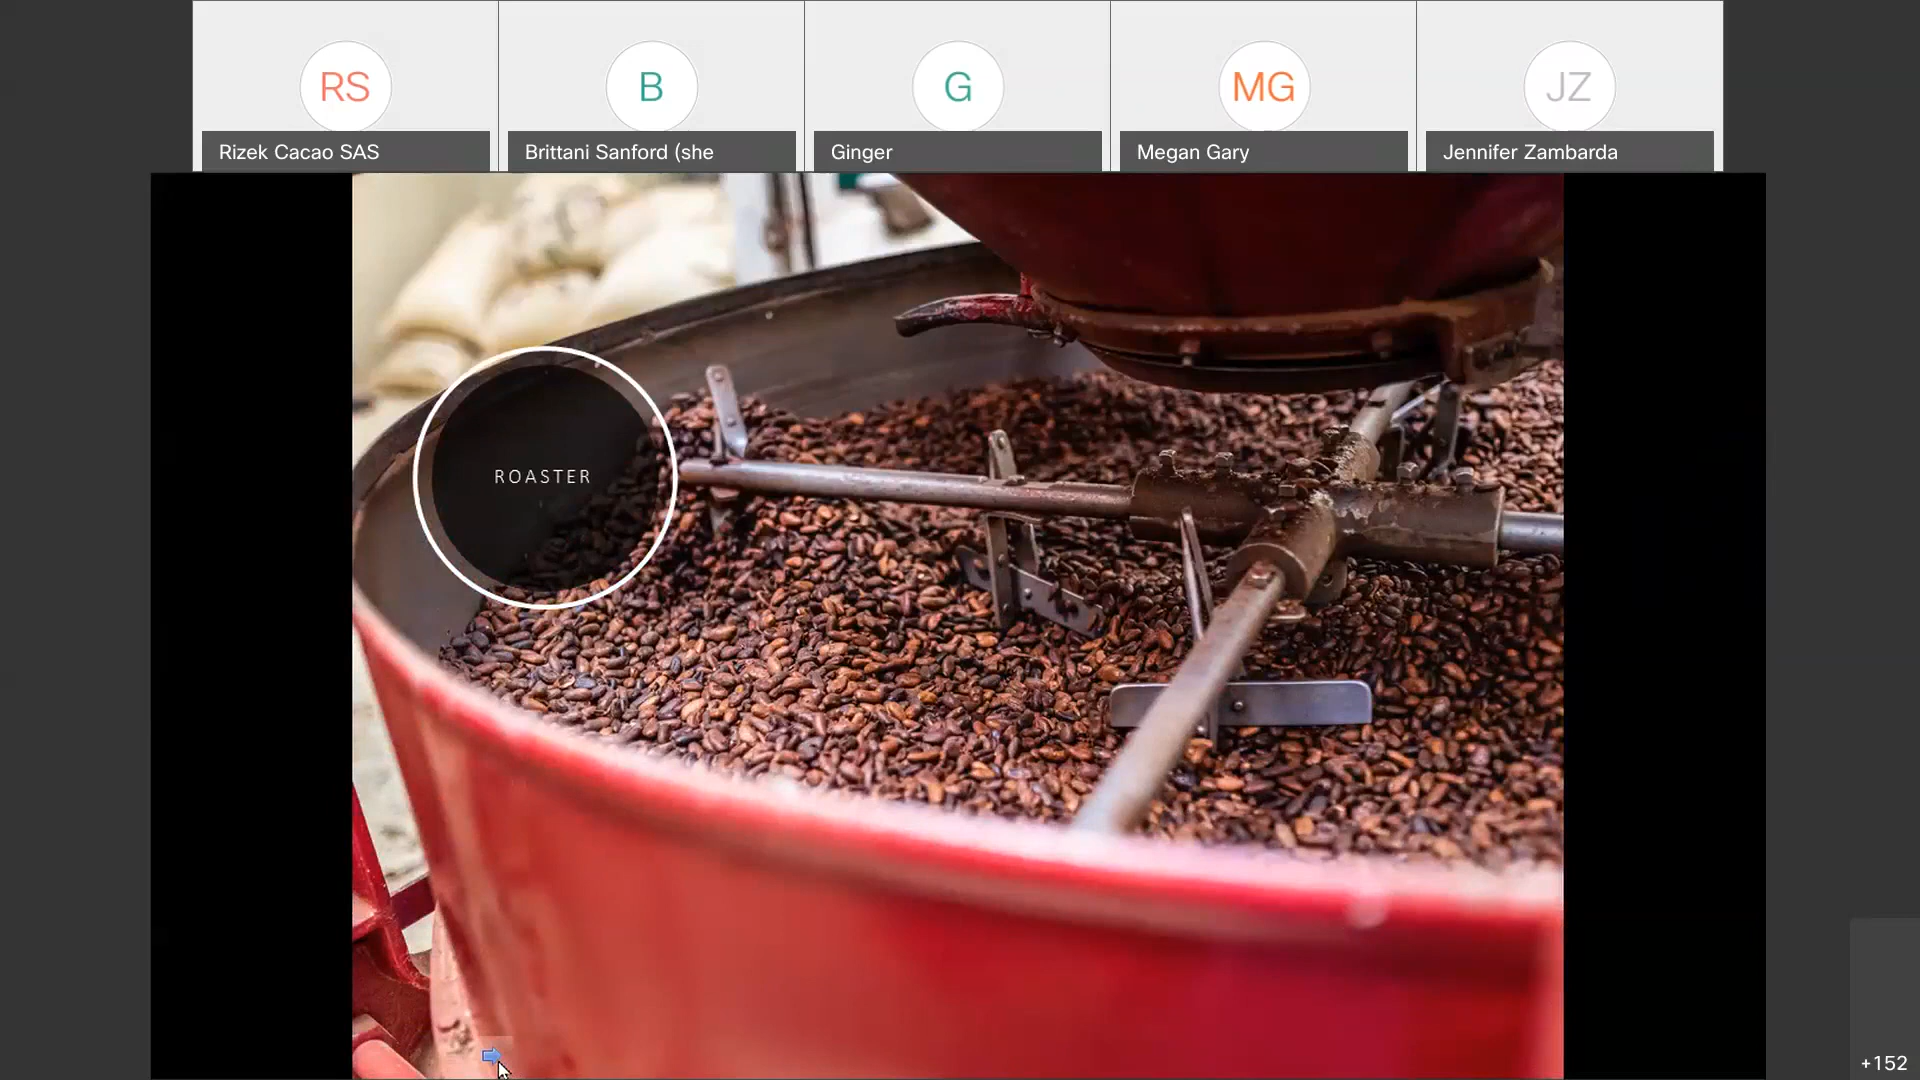 RS
B
G
MG
JZ
Rizek Cacao SAS
Brittani Sanford (she
Ginger
Megan Gary
Jennifer Zambarda
ROASTER
+152